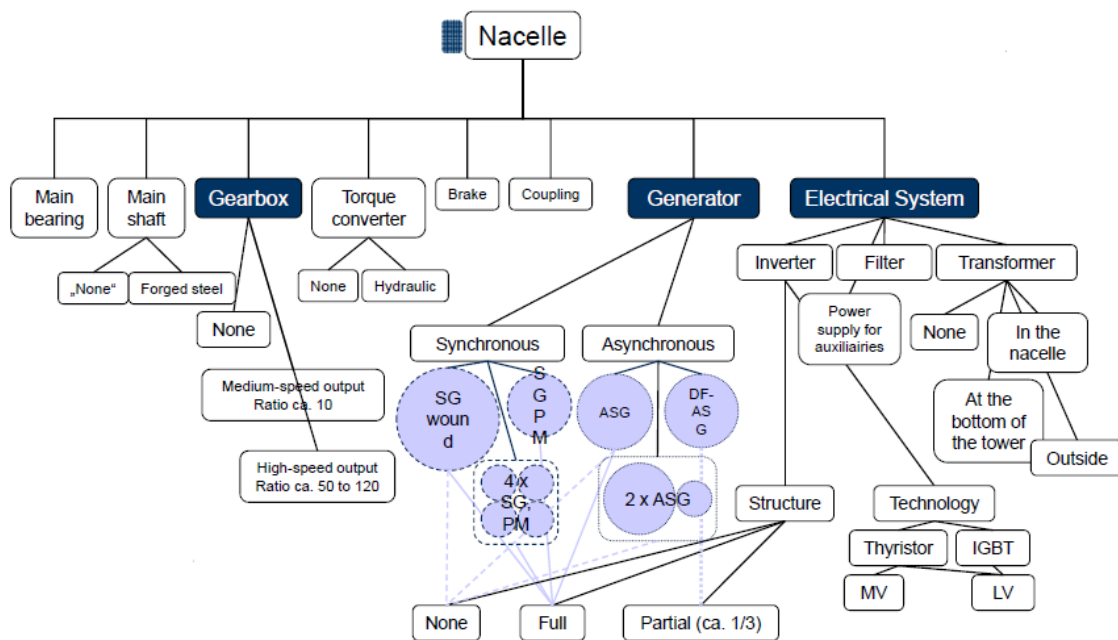 Nacelle
Main
bearing
Main
shaft
Gearbox
Torque
converter
Brake
Coupling
Generator
Electrical System
„None“
Forged steel
None
Hydraulic
Inverter
Filter
Transformer
None
Power
supply for
auxiliairies
None
In the
nacelle
Synchronous
Asynchronous
Medium-speed output
Ratio ca. 10
SG
woun
d
S
G
P
M
ASG
DF-
AS
G
At the
bottom of
the tower
Outside
High-speed output
Ratio ca. 50 to 120
4 x
SG,
PM
2 x ASG
Structure
Technology
Thyristor
IGBT
MV
LV
None
Full
Partial (ca. 1/3)